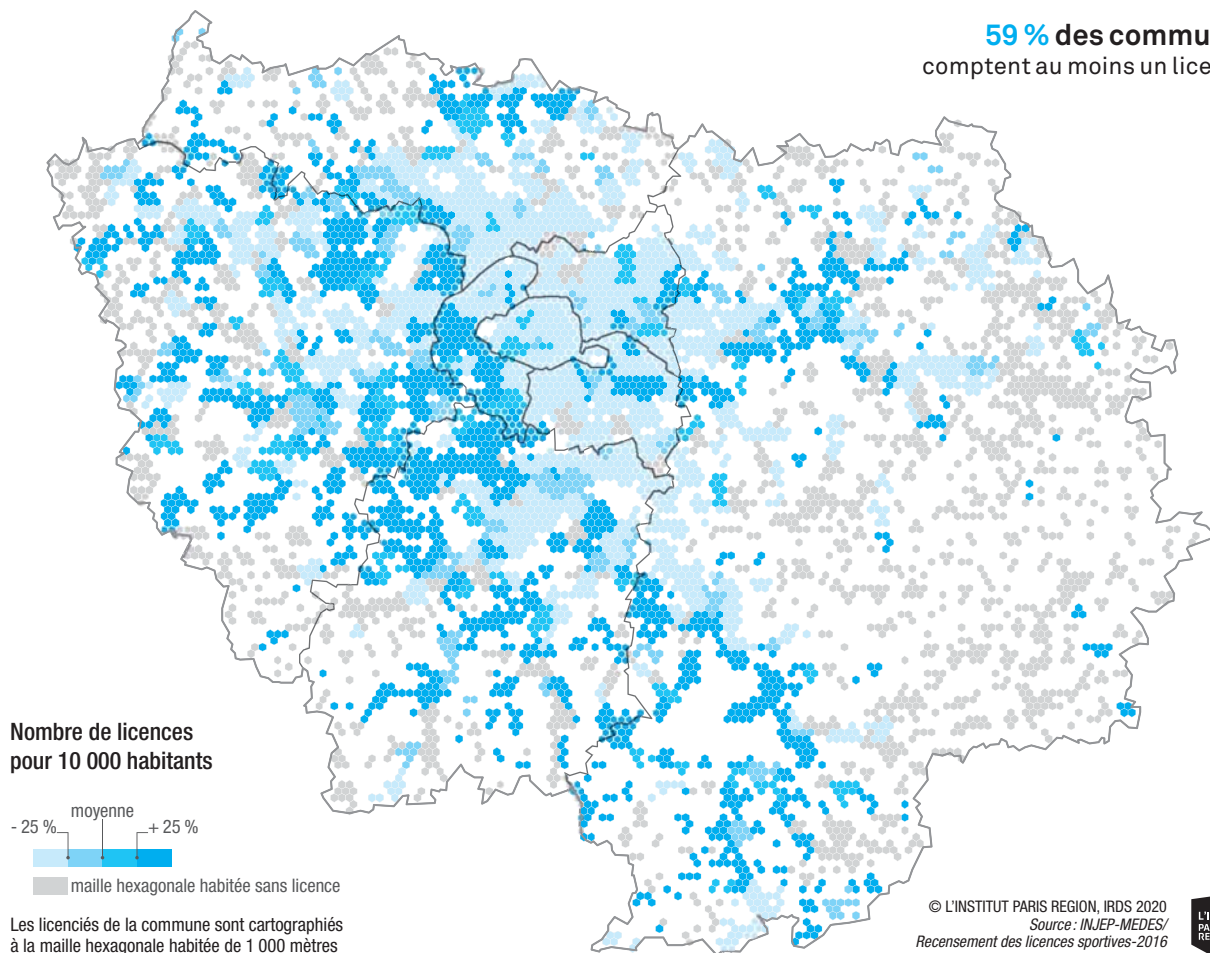 59 % des commu
comptent au moins un lice
Nombre de licences
pour 10 000 habitants
moyenne
- 25 %
+ 25 %
maille hexagonale habitée sans licence
Les licenciés de la commune sont cartographiés
à la maille hexagonale habitée de 1 000 mètres
© L'INSTITUT PARIS REGION, IRDS 2020
Source : INJEP-MEDES/
Recensement des licences sportives-2016
L'I
PA
RE